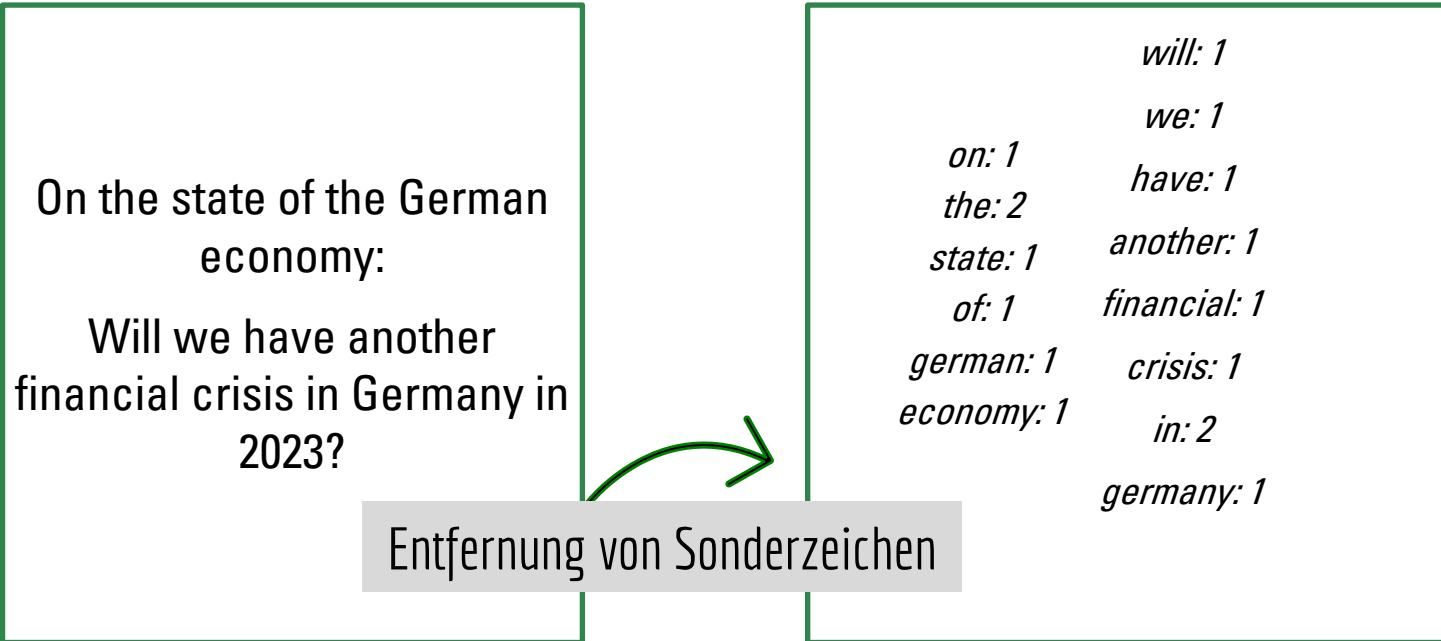 On the state of the German
economy:
Will we have another
financial crisis in Germany in
2023?
Entfernung von Sonderzeichen
on: 1
the: 2
state: 1
of: 1
german: 1
economy: 1
will: 1
we: 1
have: 1
another: 1
financial: 1
crisis: 1
in: 2
germany: 1